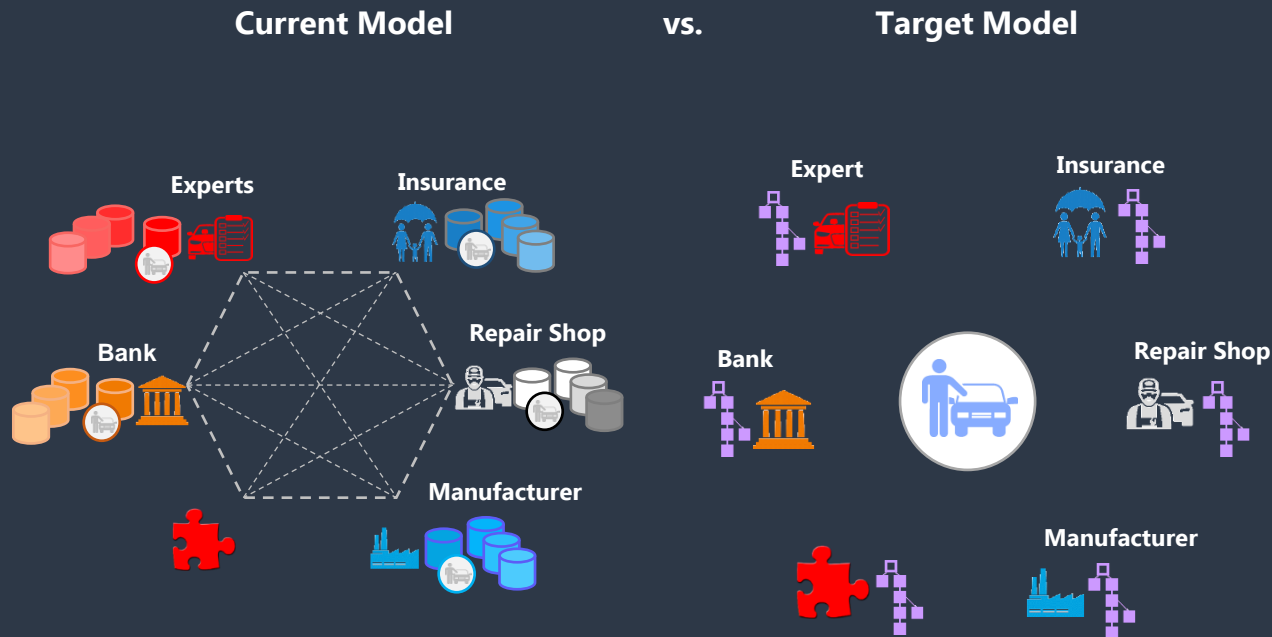 Current Model
vs.
Target Model
Experts
Insurance
Bank
Repair Shop
Manufacturer
Expert
Insurance
Bank
Repair Shop
Manufacturer